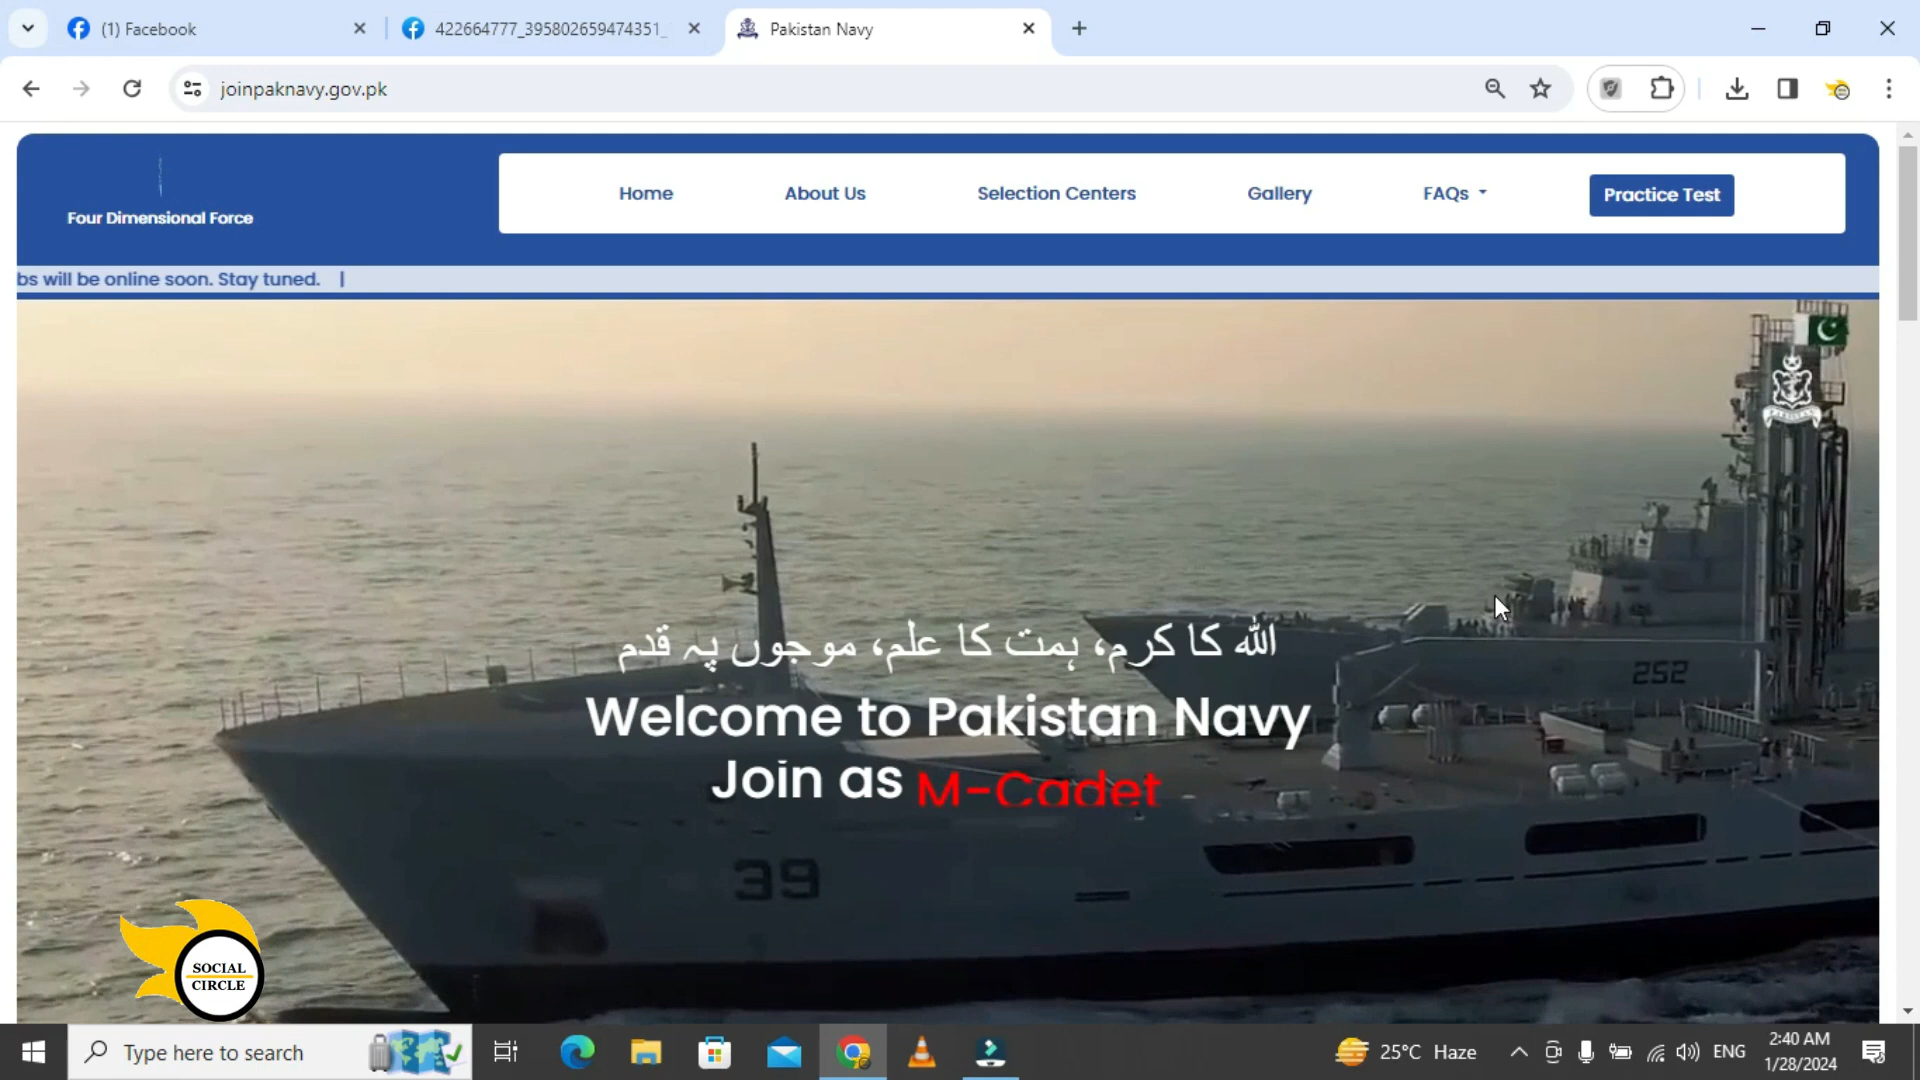 (1) Facebook
422664777_395802659474351_
Pakistan Navy
joinpaknavy.gov.pk
Four Dimensional Force
Home
About Us
Selection Centers
Gallery
FAQs
Practice Test
bs will be online soon. Stay tuned. |
اللہ کا کرم، ہمت کا علم، موجوں پہ قدم
Welcome to Pakistan Navy
Join as M-Cadet
252
39
SOCIAL
CIRCLE
Type here to search
25°C Haze
ENG
2:40 AM
1/28/2024